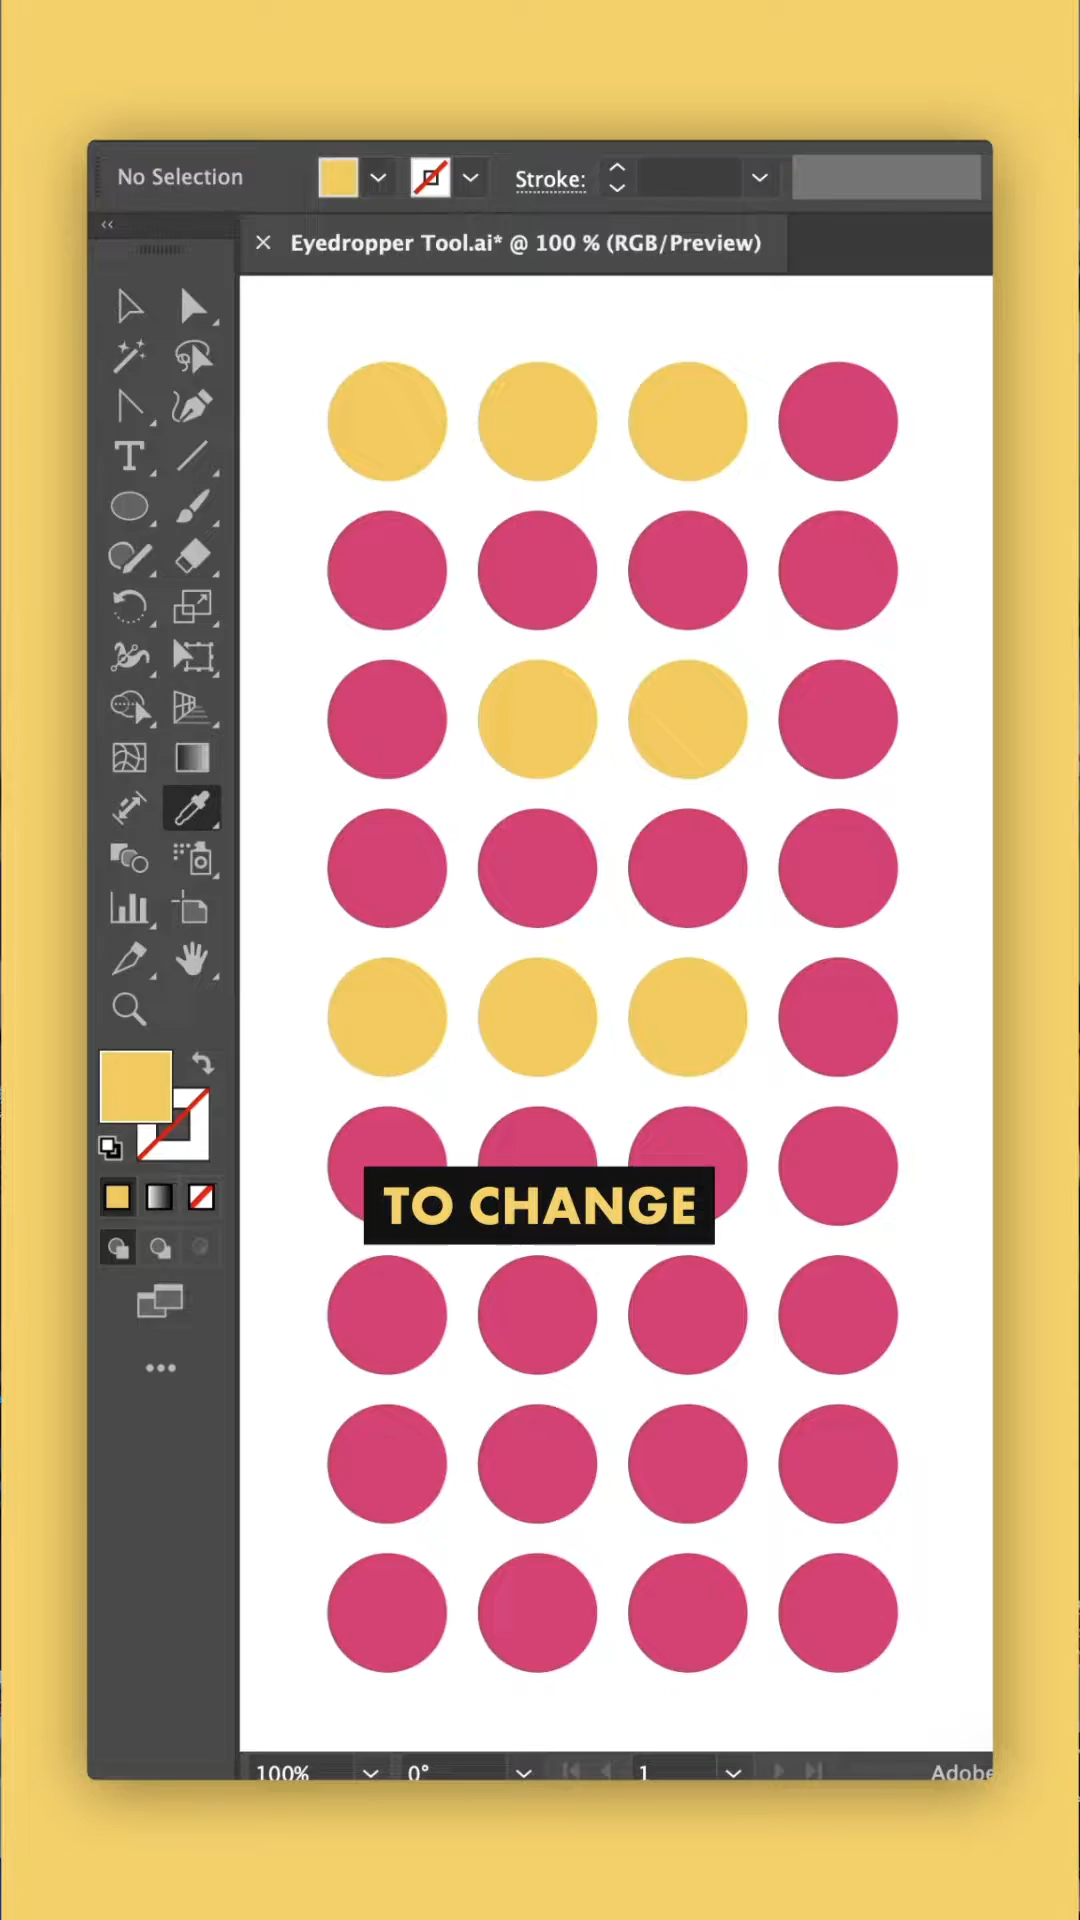 No Selection
Stroke:
Eyedropper Tool.ai* @ 100 % (RGB/Preview)
TO CHANGE
100%
0°
1
Adobe